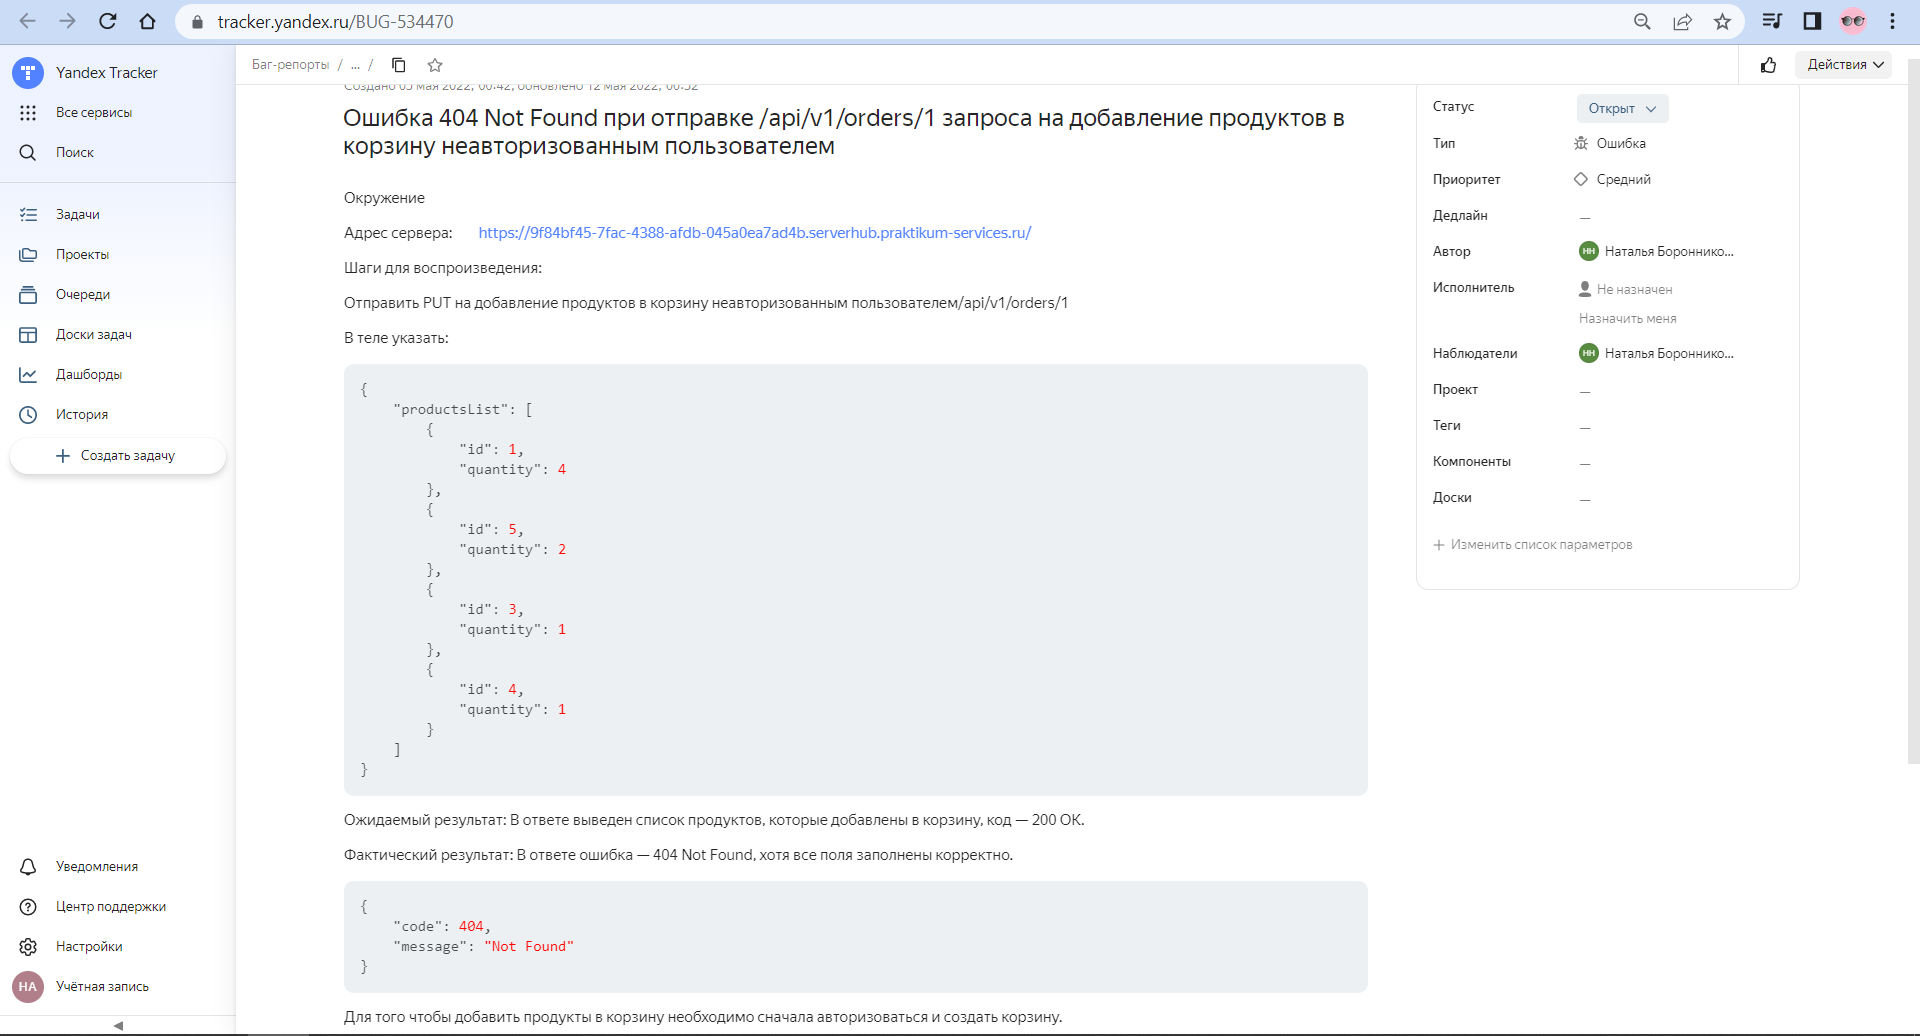 tracker.yandex.ru/BUG-534470
Yandex Tracker
Все сервисы
Поиск
Задачи
Проекты
Очереди
Доски задач
Дашборды
История
+ Создать задачу
Уведомления
Центр поддержки
Настройки
НА Учётная запись
Баг-репорты / ... /
Действия
Создано 05 мая 2022, 00:42, обновлено 12 мая 2022, 00:52
Ошибка 404 Not Found при отправке /api/v1/orders/1 запроса на добавление продуктов в
корзину неавторизованным пользователем
Окружение
Адрес сервера: https://9f84bf45-7fac-4388-afdb-045a0ea7ad4b.serverhub.praktikum-services.ru/
Шаги для воспроизведения:
Отправить PUT на добавление продуктов в корзину неавторизованным пользователем/api/v1/orders/1
В теле указать:
{
"productsList": [
{
"id": 1,
"quantity": 4
},
{
"id": 5,
"quantity": 2
},
{
"id": 3,
"quantity": 1
},
{
"id": 4,
"quantity": 1
}
]
}
Ожидаемый результат: В ответе выведен список продуктов, которые добавлены в корзину, код — 200 ОК.
Фактический результат: В ответе ошибка — 404 Not Found, хотя все поля заполнены корректно.
{
"code": 404,
"message": "Not Found"
}
Для того чтобы добавить продукты в корзину необходимо сначала авторизоваться и создать корзину.
Статус Открыт
Тип Ошибка
Приоритет Средний
Дедлайн —
Автор НН Наталья Бороннико...
Исполнитель Не назначен
Назначить меня
Наблюдатели НН Наталья Бороннико...
Проект —
Теги —
Компоненты —
Доски —
+ Изменить список параметров